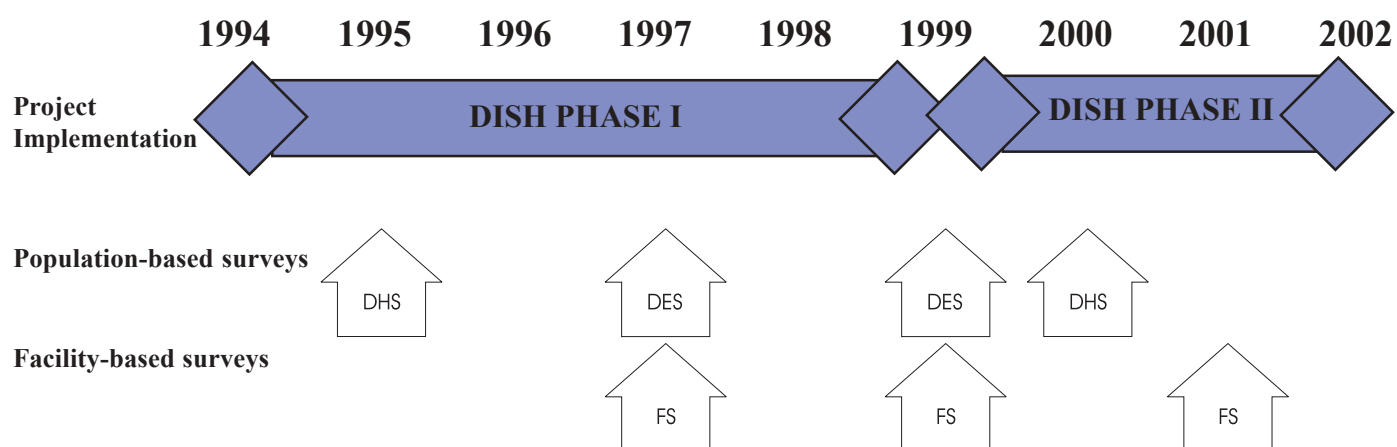 1994 1995 1996 1997 1998 1999 2000 2001 2002
Project
Implementation
DISH PHASE I
DISH PHASE II
Population-based surveys
DHS DES DES DHS
Facility-based surveys
FS FS FS